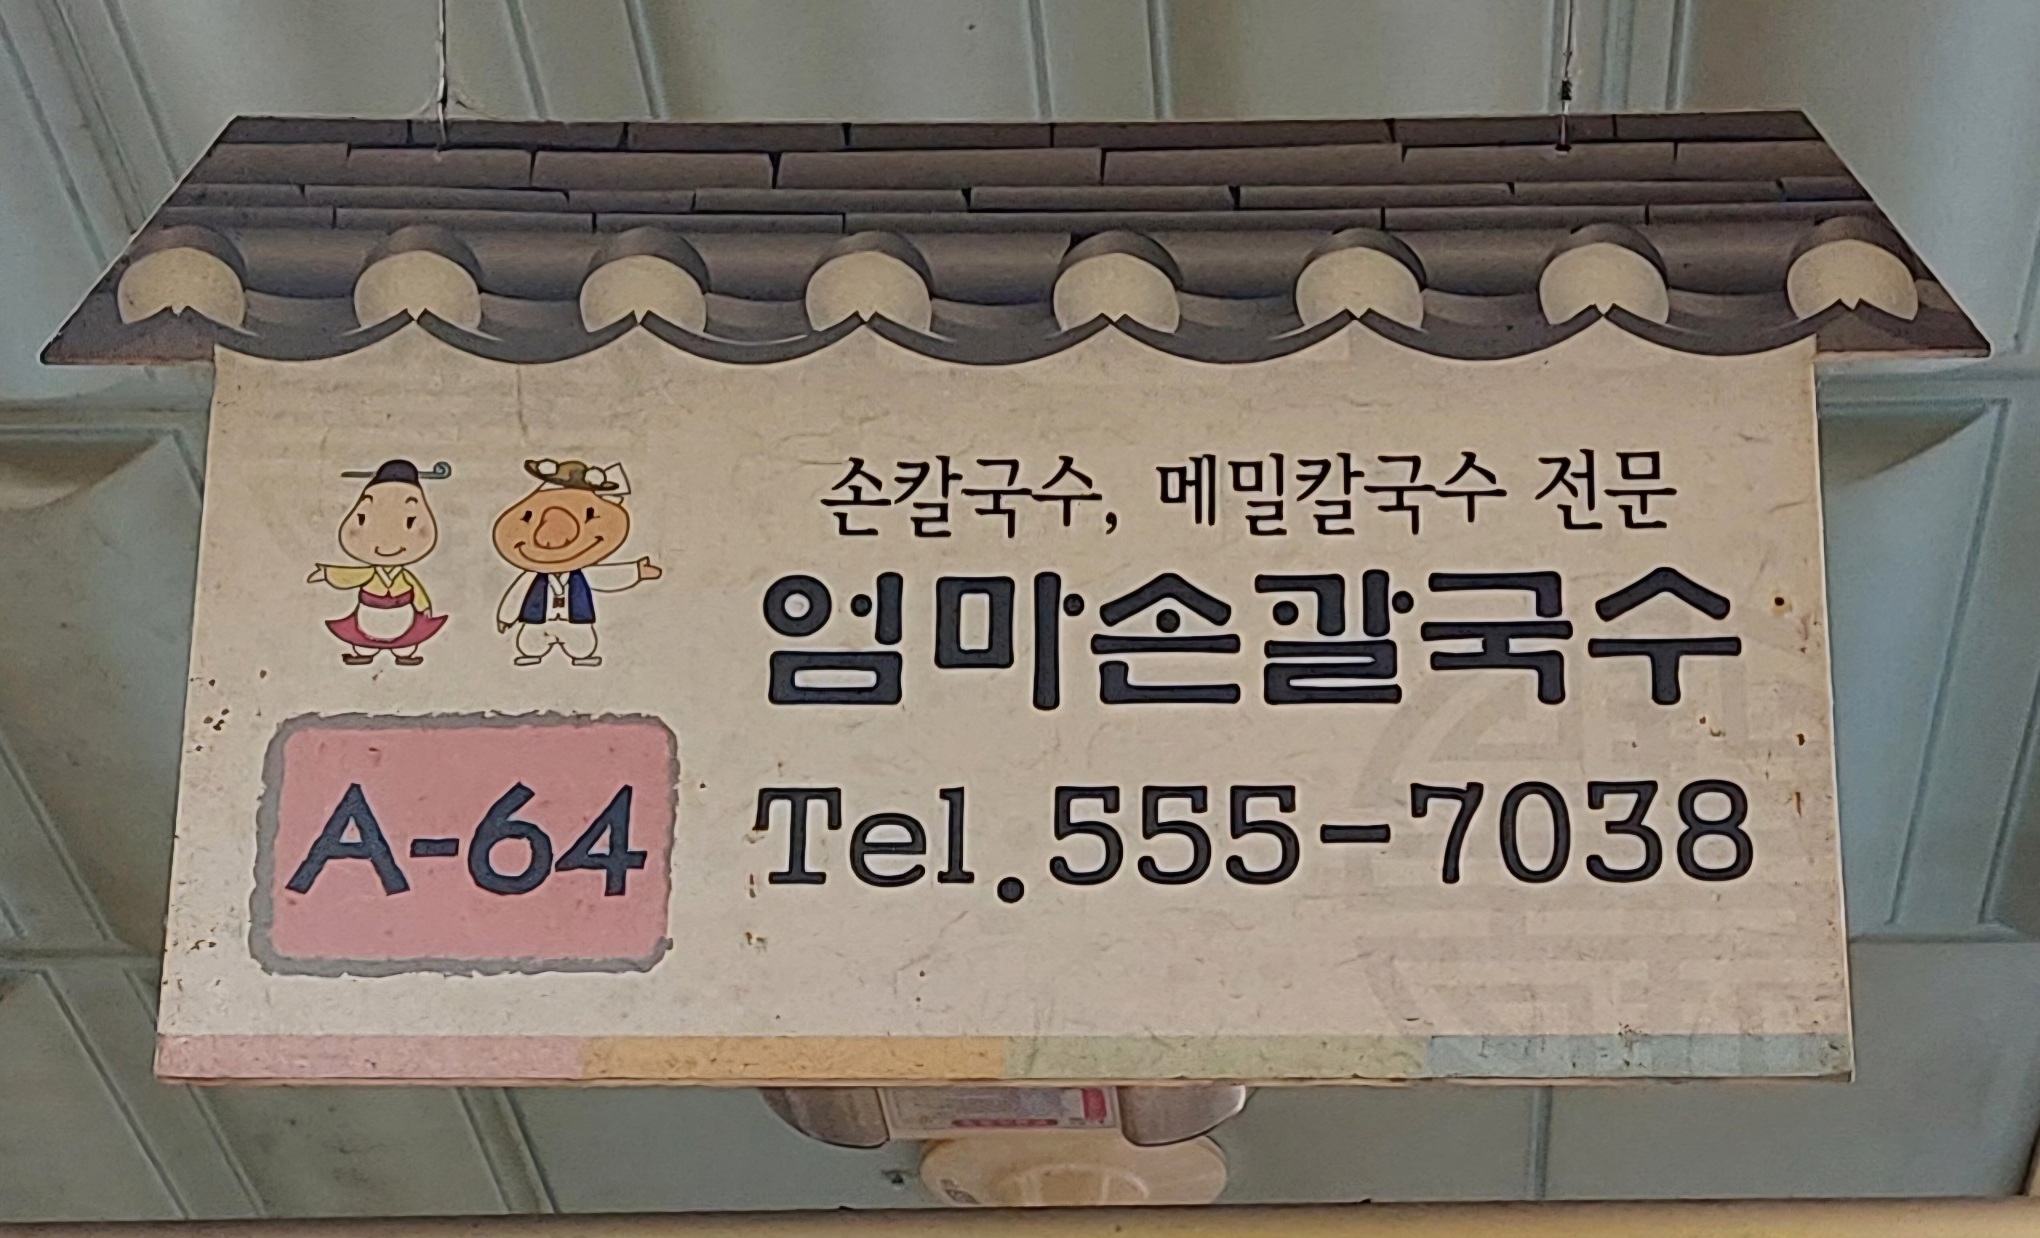 손칼국수, 메밀칼국수 전문
엄마손칼국수
A-64
Tel.555-7038